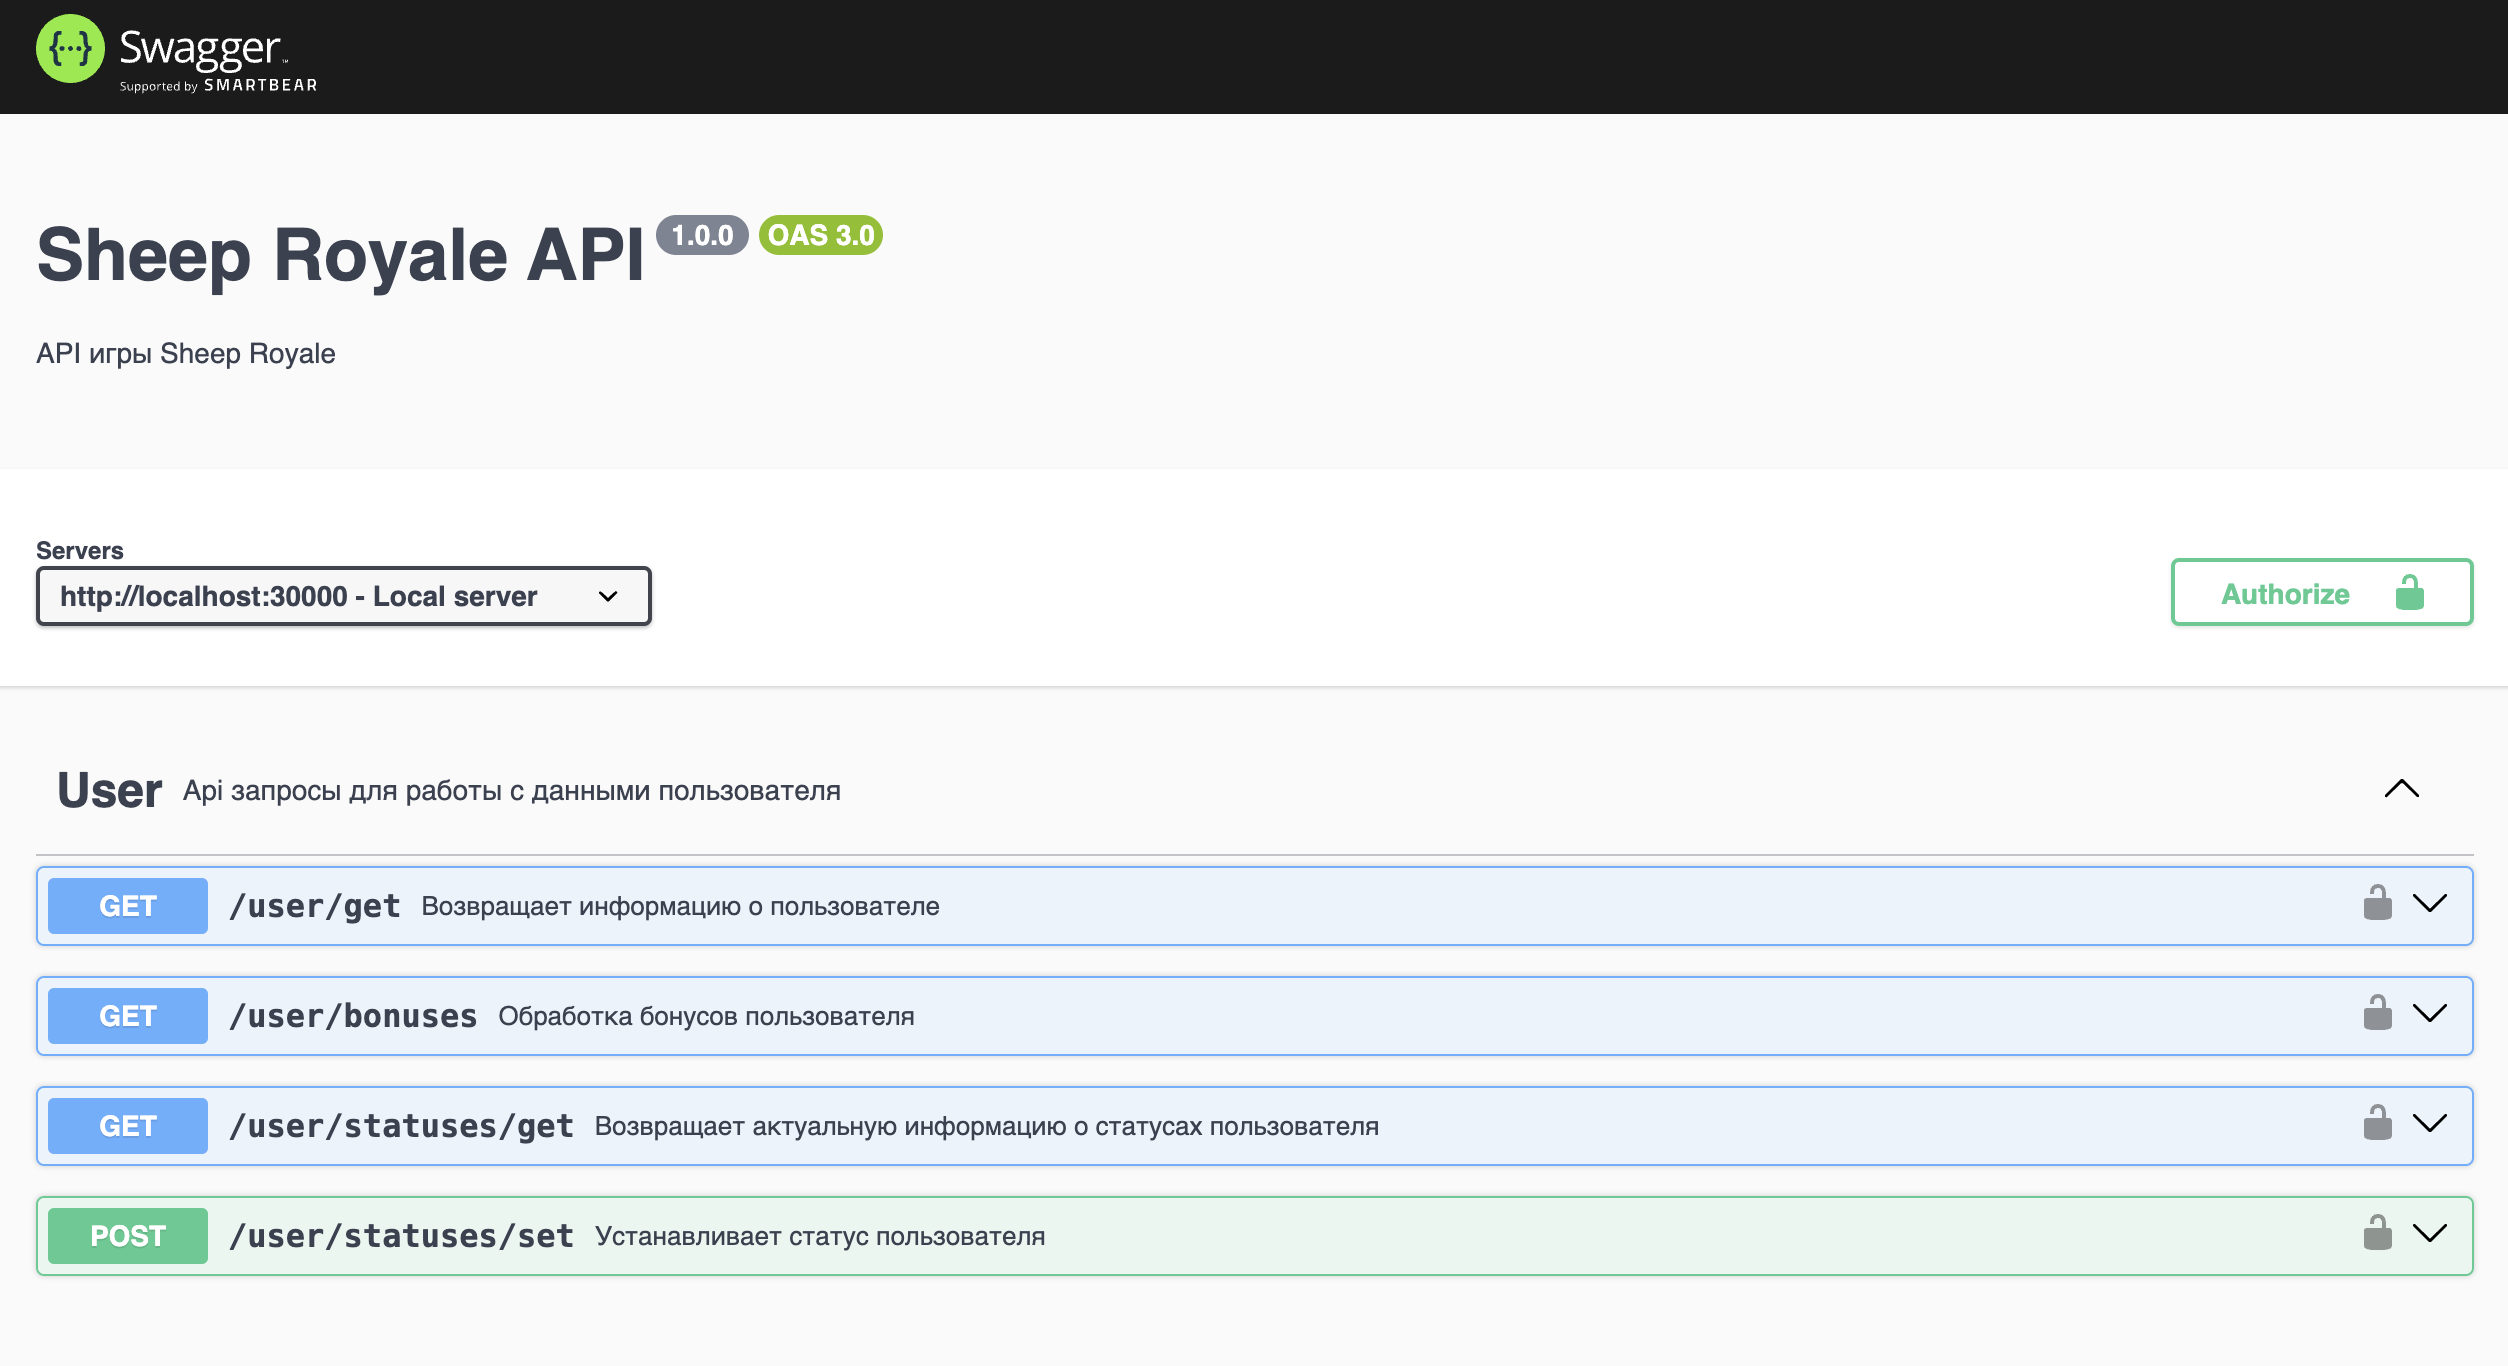 Swagger™
Supported by SMARTBEAR
Sheep Royale API 1.0.0 OAS 3.0
API игры Sheep Royale
Servers
http://localhost:30000 - Local server
Authorize
User Api запросы для работы с данными пользователя
GET /user/get Возвращает информацию о пользователе
GET /user/bonuses Обработка бонусов пользователя
GET /user/statuses/get Возвращает актуальную информацию о статусах пользователя
POST /user/statuses/set Устанавливает статус пользователя